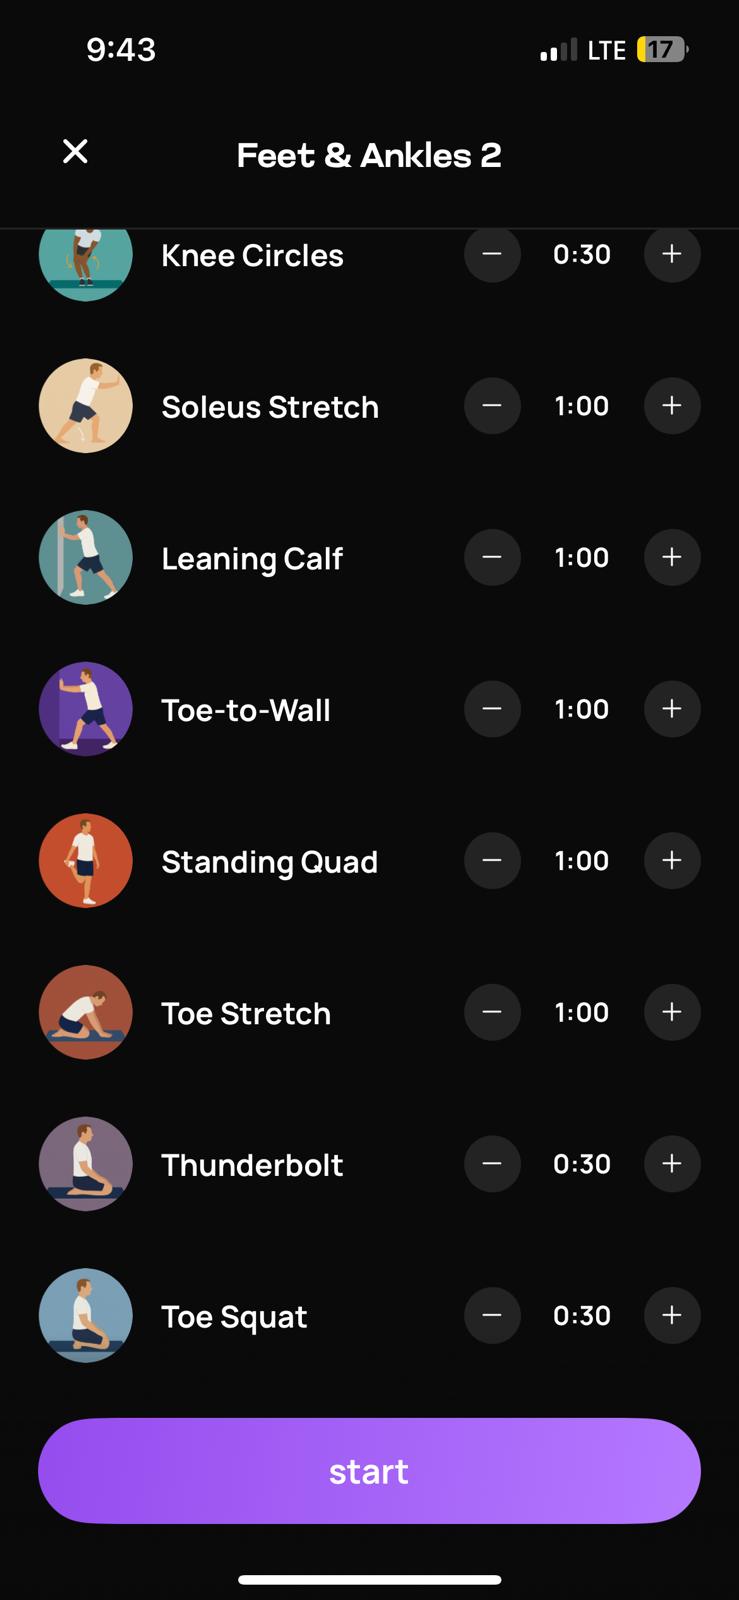 9:43 LTE 17
Feet & Ankles 2
Knee Circles 0:30
Soleus Stretch 1:00
Leaning Calf 1:00
Toe-to-Wall 1:00
Standing Quad 1:00
Toe Stretch 1:00
Thunderbolt 0:30
Toe Squat 0:30
start